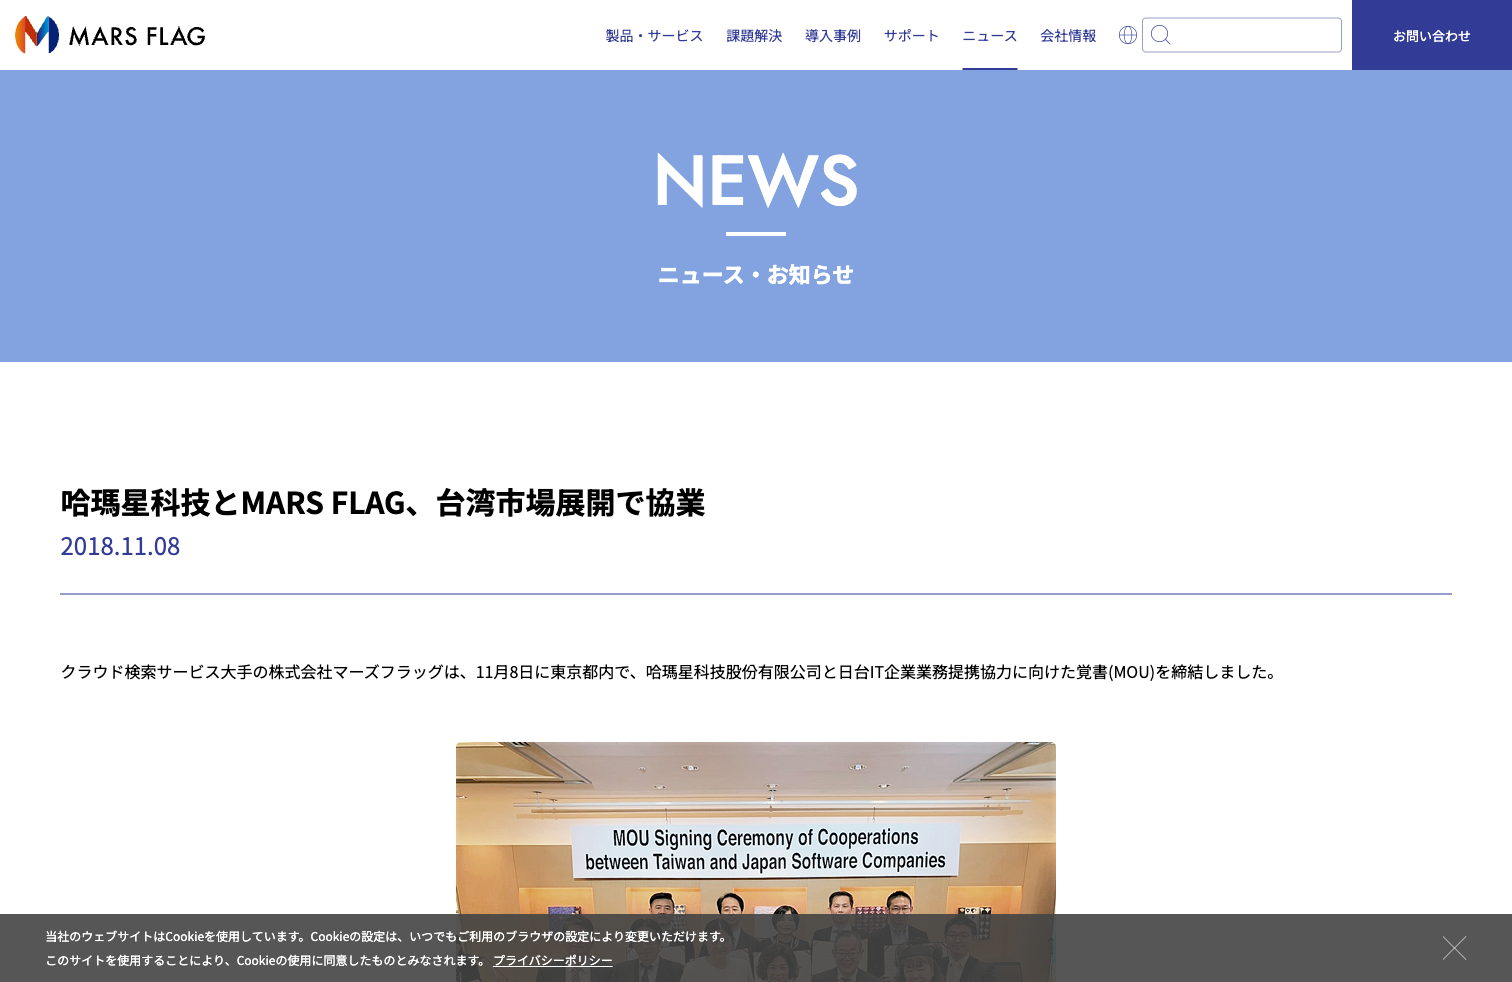 MARS FLAG
製品・サービス 課題解決 導入事例 サポート ニュース 会社情報 お問い合わせ
NEWS
ニュース・お知らせ
哈瑪星科技とMARS FLAG、台湾市場展開で協業
2018.11.08
クラウド検索サービス大手の株式会社マーズフラッグは、11月8日に東京都内で、哈瑪星科技股份有限公司と日台IT企業業務提携協力に向けた覚書(MOU)を締結しました。
MOU Signing Ceremony of Cooperations
between Taiwan and Japan Software Companies
当社のウェブサイトはCookieを使用しています。Cookieの設定は、いつでもご利用のブラウザの設定により変更いただけます。
このサイトを使用することにより、Cookieの使用に同意したものとみなされます。 プライバシーポリシー